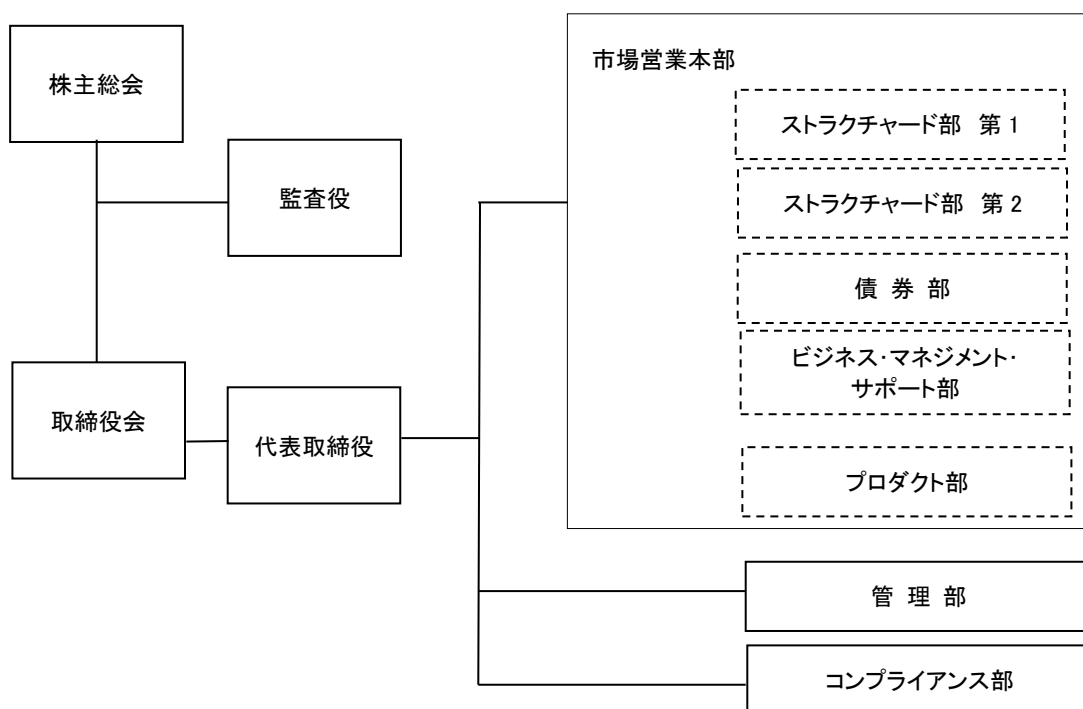 株主総会
監査役
取締役会
代表取締役
市場営業本部
ストラクチャード部 第 1
ストラクチャード部 第 2
債 券 部
ビジネス・マネジメント・
サポート部
プロダクト部
管 理 部
コンプライアンス部